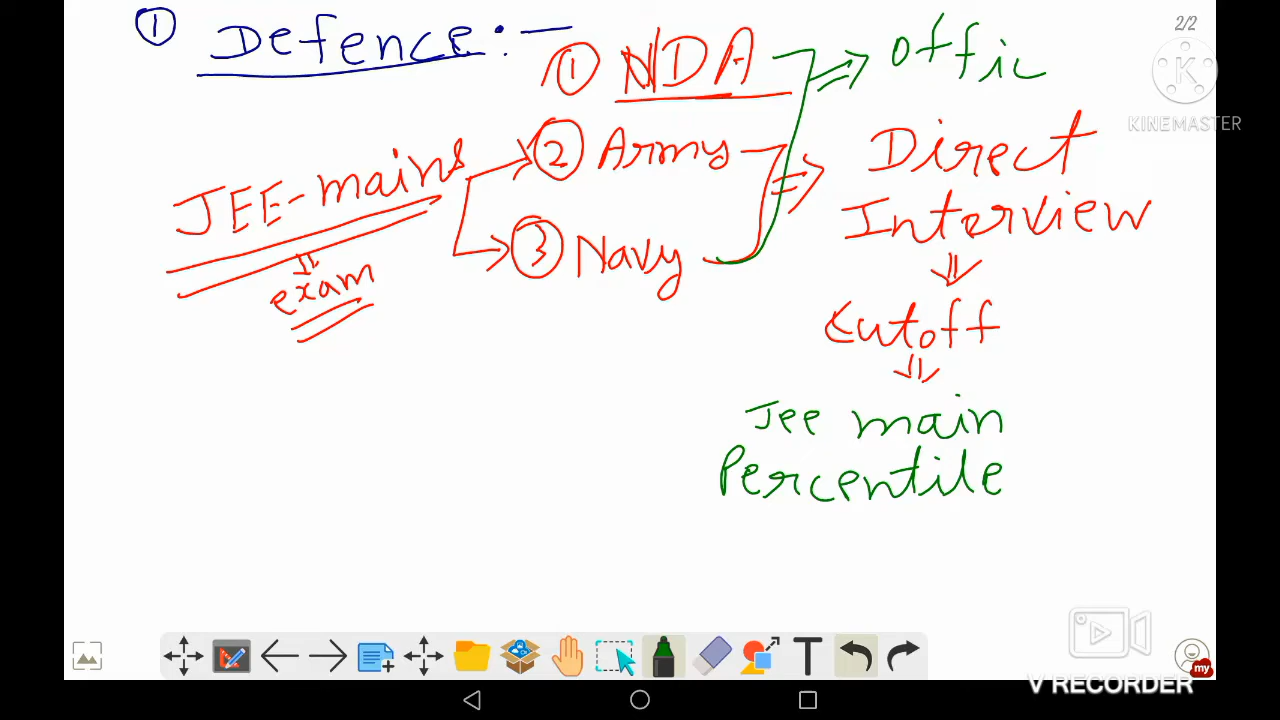 ① Defence:-
① NDA
Offic
② Army
Direct
Interview
JEE-mains
exam
③ Navy
Cutoff
Jee main
Percentile
2/2
K
KINEMASTER
T
my
V RECORDER